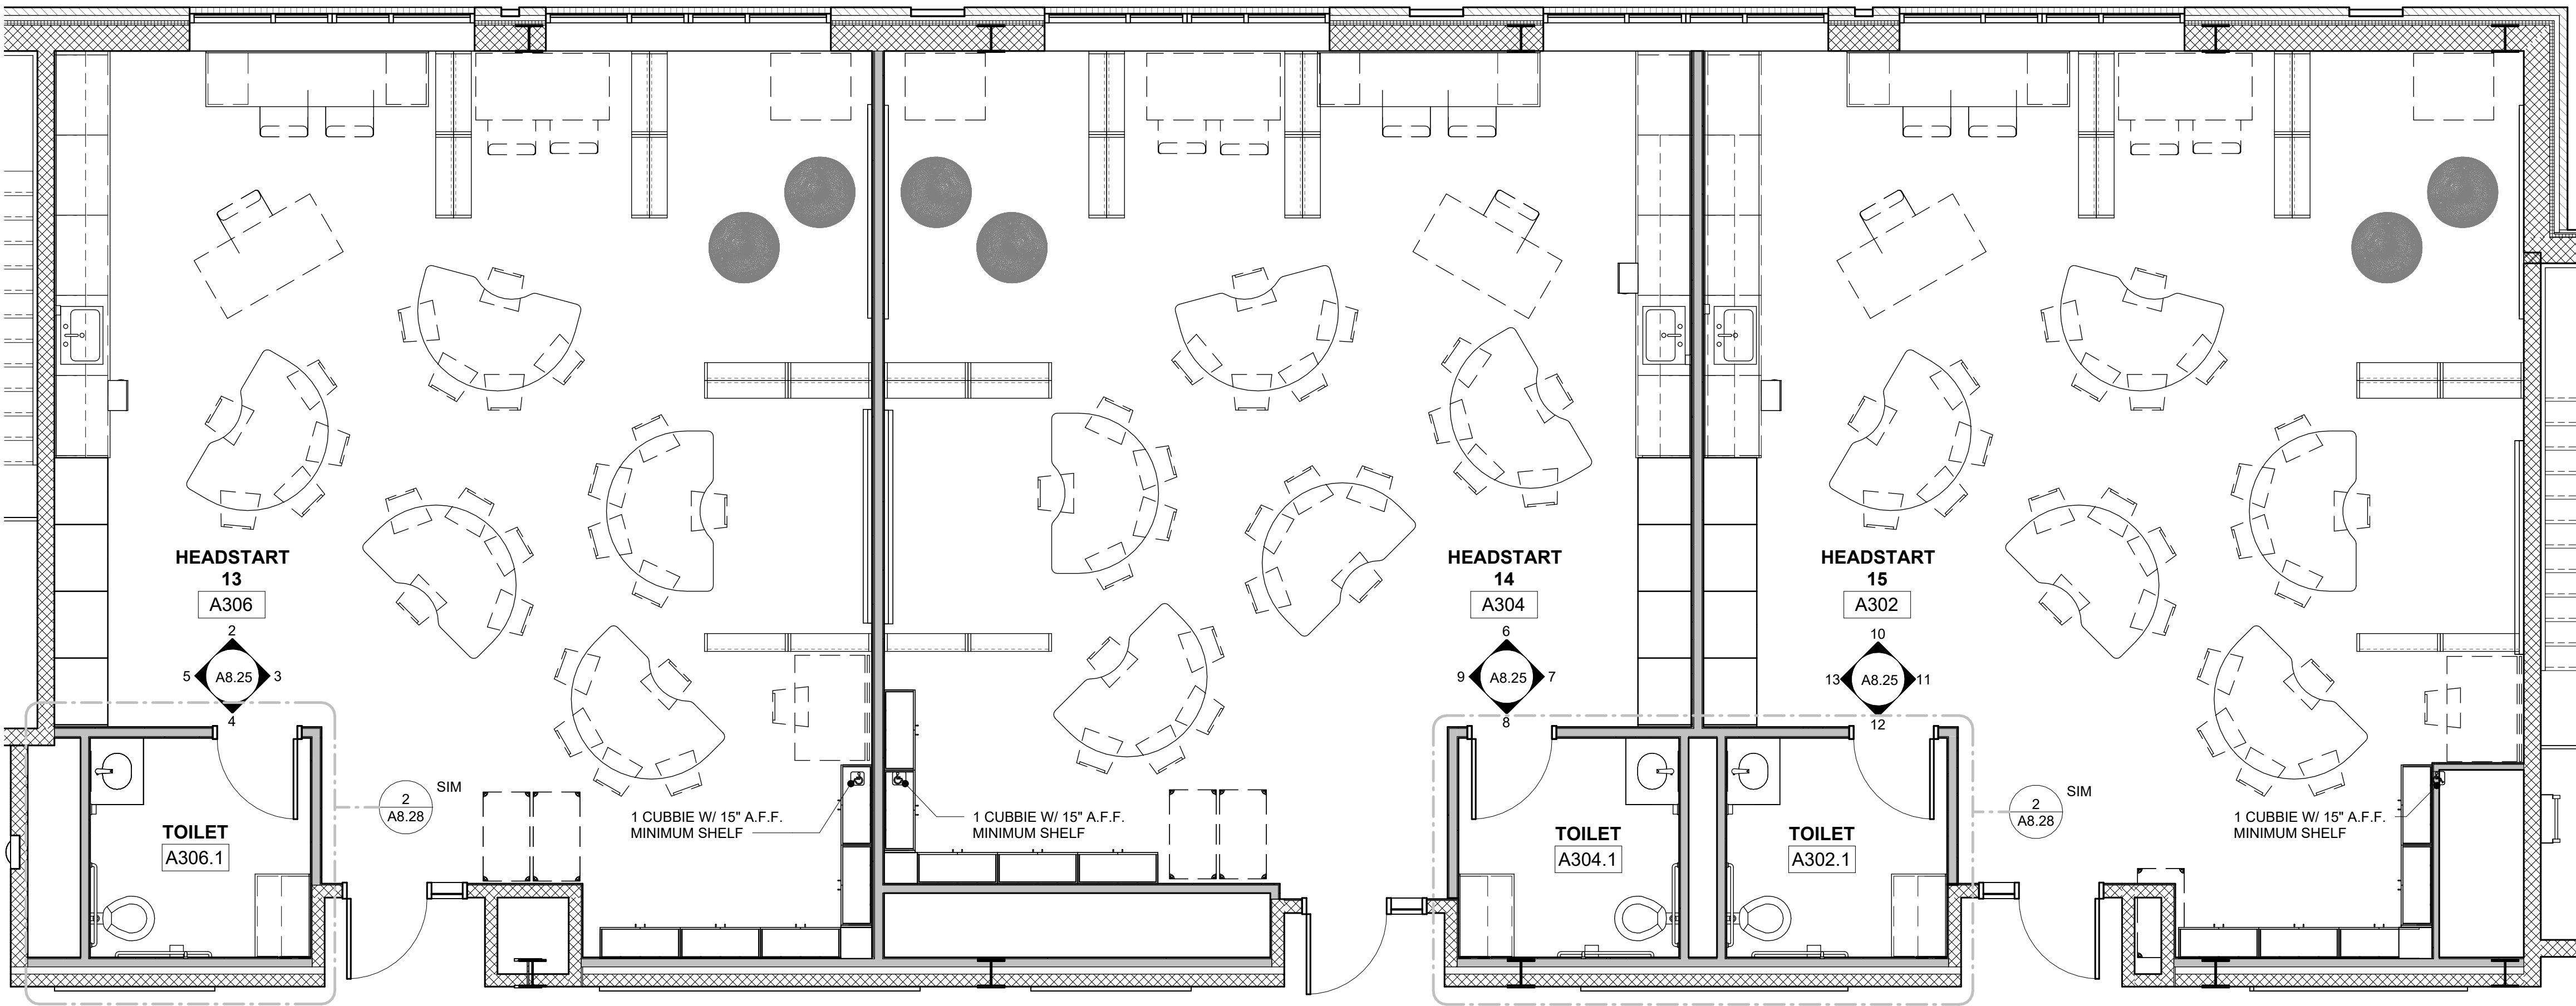 HEADSTART
13
A306
2
5
A8.25
3
4
HEADSTART
14
A304
6
9
A8.25
7
8
HEADSTART
15
A302
10
13
A8.25
11
12
TOILET
A306.1
2
A8.28
SIM
1 CUBBIE W/ 15" A.F.F.
MINIMUM SHELF
1 CUBBIE W/ 15" A.F.F.
MINIMUM SHELF
TOILET
A304.1
TOILET
A302.1
2
A8.28
SIM
1 CUBBIE W/ 15" A.F.F.
MINIMUM SHELF